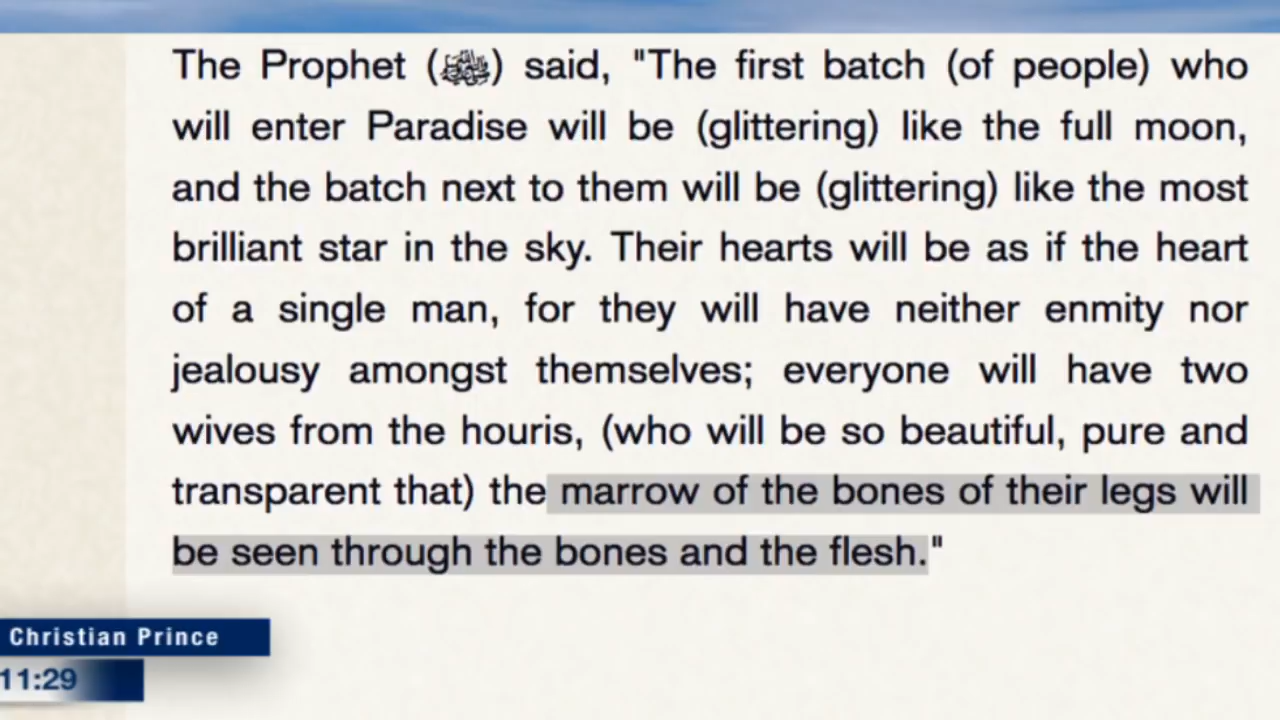 The Prophet (ﷺ) said, "The first batch (of people) who
will enter Paradise will be (glittering) like the full moon,
and the batch next to them will be (glittering) like the most
brilliant star in the sky. Their hearts will be as if the heart
of a single man, for they will have neither enmity nor
jealousy amongst themselves; everyone will have two
wives from the houris, (who will be so beautiful, pure and
transparent that) the marrow of the bones of their legs will
be seen through the bones and the flesh."
Christian Prince
11:29